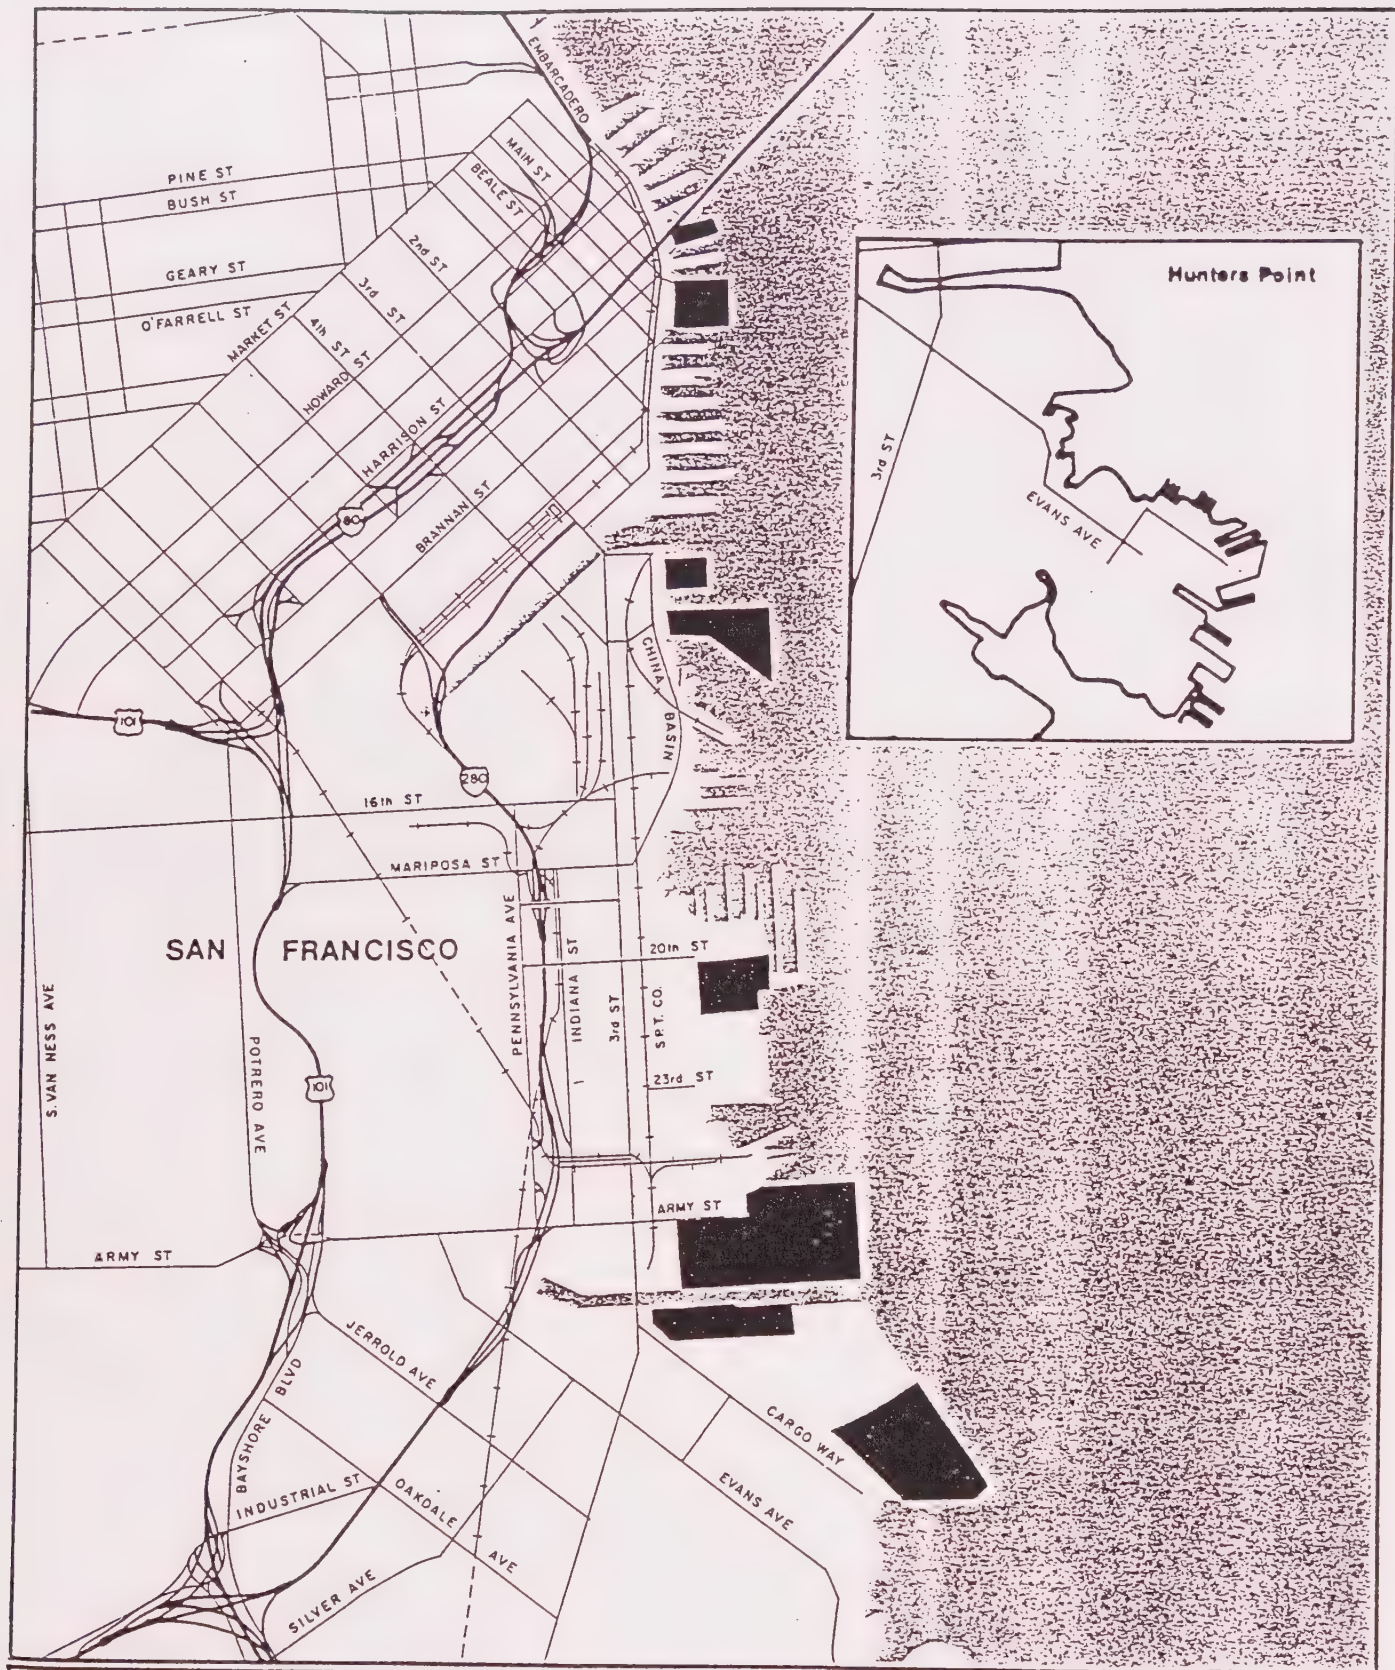 EMBARCADERO
MAIN ST
BEALE ST
PINE ST
BUSH ST
2nd ST
GEARY ST
3rd ST
O'FARRELL ST
MARKET ST
4th ST
HOWARD ST
HARRISON ST
BRANNAN ST
80
Hunters Point
3rd ST
EVANS AVE
CHINA BASIN
101
280
16th ST
MARIPOSA ST
SAN FRANCISCO
PENNSYLVANIA AVE
INDIANA ST
3rd ST
S.P.T. CO.
20th ST
S. VAN NESS AVE
POTRERO AVE
101
23rd ST
ARMY ST
ARMY ST
JERROLD AVE
BAYSHORE BLVD
CARGO WAY
INDUSTRIAL ST
OAKDALE AVE
EVANS AVE
SILVER AVE